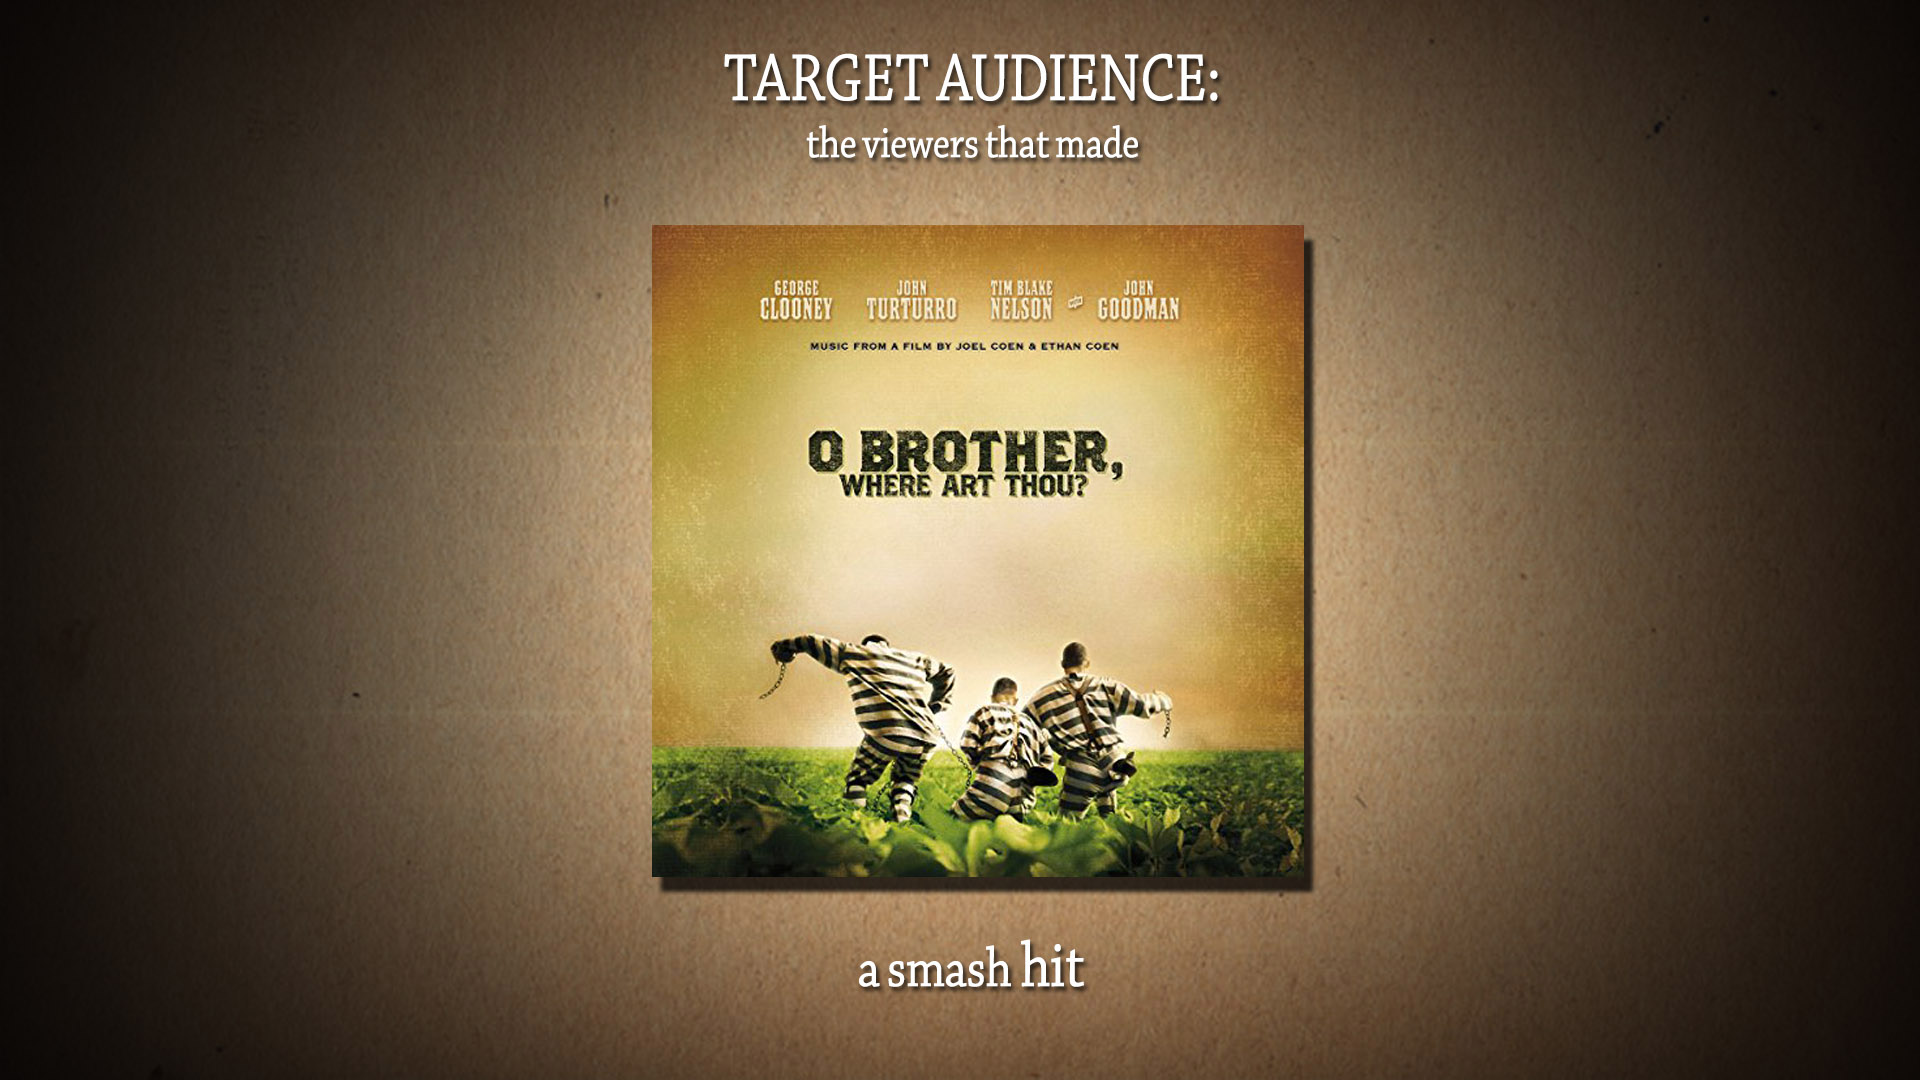 TARGET AUDIENCE:
the viewers that made
GEORGE CLOONEY JOHN TURTURRO TIM BLAKE NELSON and JOHN GOODMAN
MUSIC FROM A FILM BY JOEL COEN & ETHAN COEN
O BROTHER,
WHERE ART THOU?
a smash hit